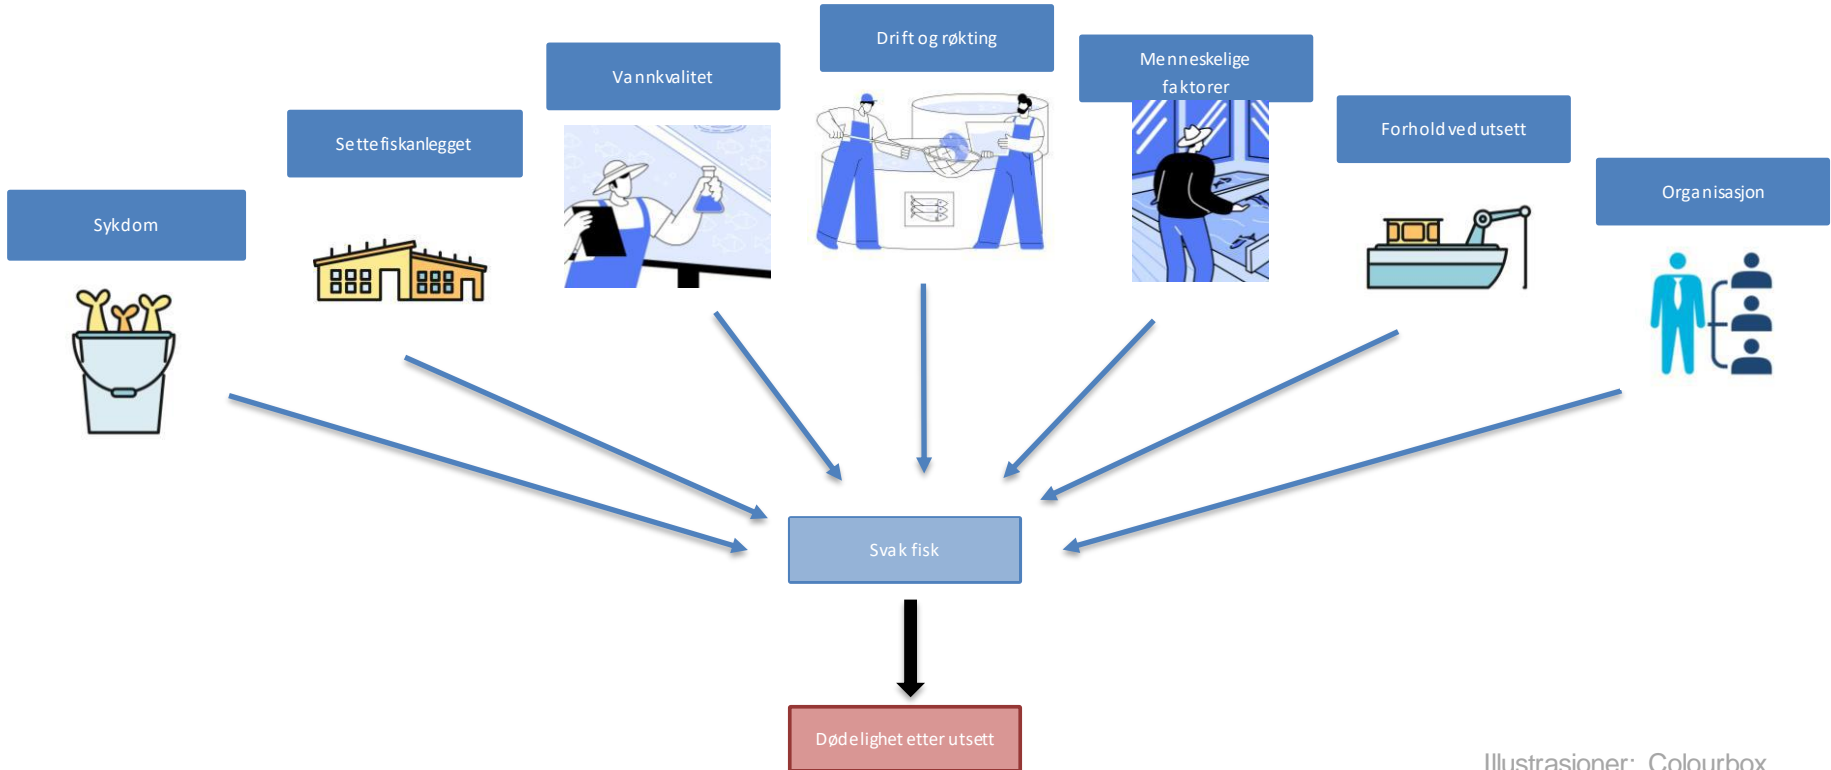 Drift og røkting
Menneskelige
faktorer
Vannkvalitet
Forhold ved utsett
Settefiskanlegget
Organisasjon
Sykdom
Svak fisk
Dødelighet etter utsett
Illustrasjoner: Colourbox